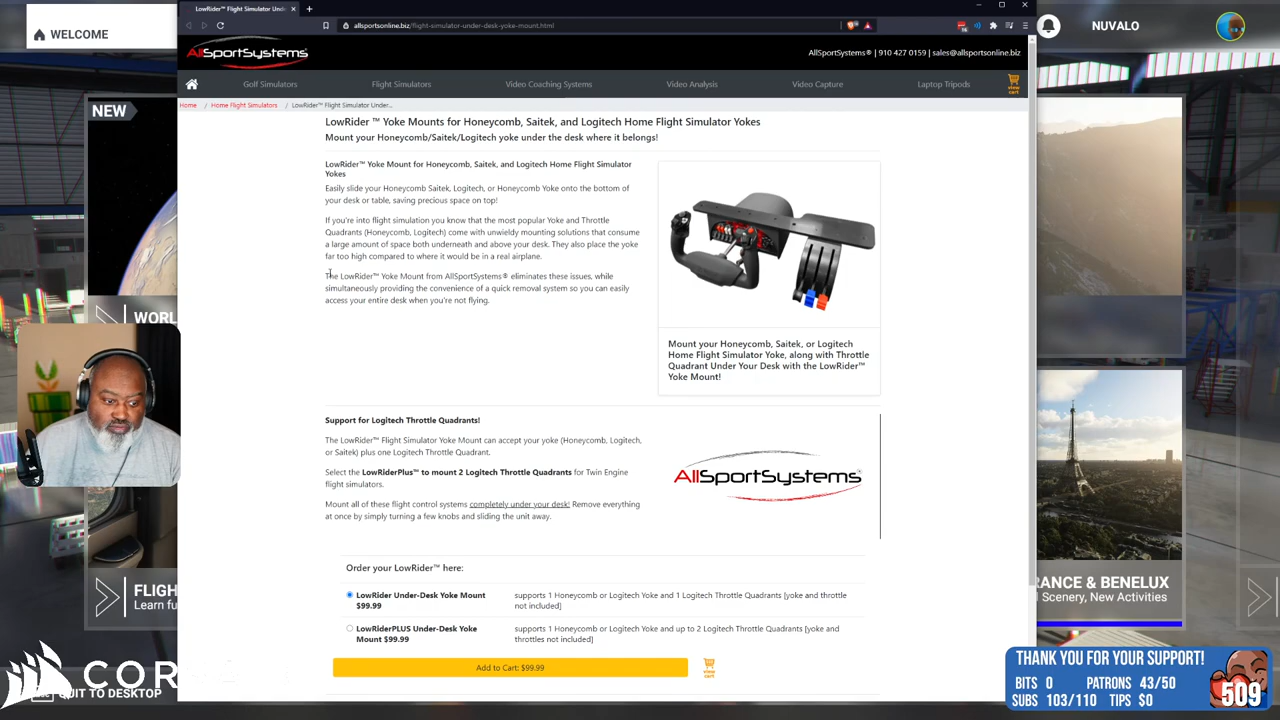 LowRider™ Flight Simulator Unde
allsportsonline.biz/flight-simulator-under-desk-yoke-mount.html
WELCOME
NUVALO
AllSportSystems
AllSportSystems® | 910 427 0159 | sales@allsportsonline.biz
Golf Simulators
Flight Simulators
Video Coaching Systems
Video Analysis
Video Capture
Laptop Tripods
view
cart
Home / Home Flight Simulators / LowRider™ Flight Simulator Under...
NEW
LowRider ™ Yoke Mounts for Honeycomb, Saitek, and Logitech Home Flight Simulator Yokes
Mount your Honeycomb/Saitek/Logitech yoke under the desk where it belongs!
LowRider™ Yoke Mount for Honeycomb, Saitek, and Logitech Home Flight Simulator
Yokes
Easily slide your Honeycomb Saitek, Logitech, or Honeycomb Yoke onto the bottom of
your desk or table, saving precious space on top!
If you're into flight simulation you know that the most popular Yoke and Throttle
Quadrants (Honeycomb, Logitech) come with unwieldy mounting solutions that consume
a large amount of space both underneath and above your desk. They also place the yoke
far too high compared to where it would be in a real airplane.
The LowRider™ Yoke Mount from AllSportSystems® eliminates these issues, while
simultaneously providing the convenience of a quick removal system so you can easily
access your entire desk when you're not flying.
Mount your Honeycomb, Saitek, or Logitech
Home Flight Simulator Yoke, along with Throttle
Quadrant Under Your Desk with the LowRider™
Yoke Mount!
WORL
Support for Logitech Throttle Quadrants!
The LowRider™ Flight Simulator Yoke Mount can accept your yoke (Honeycomb, Logitech,
or Saitek) plus one Logitech Throttle Quadrant.
Select the LowRiderPlus™ to mount 2 Logitech Throttle Quadrants for Twin Engine
flight simulators.
Mount all of these flight control systems completely under your desk! Remove everything
at once by simply turning a few knobs and sliding the unit away.
AllSportSystems®
Order your LowRider™ here:
LowRider Under-Desk Yoke Mount
$99.99
supports 1 Honeycomb or Logitech Yoke and 1 Logitech Throttle Quadrants [yoke and throttle
not included]
LowRiderPLUS Under-Desk Yoke
Mount $99.99
supports 1 Honeycomb or Logitech Yoke and up to 2 Logitech Throttle Quadrants [yoke and
throttles not included]
Add to Cart: $99.99
view
cart
FLIGH
Learn fu
RANCE & BENELUX
l Scenery, New Activities
COR
QUIT TO DESKTOP
THANK YOU FOR YOUR SUPPORT!
BITS 0 PATRONS 43/50
SUBS 103/110 TIPS $0
509